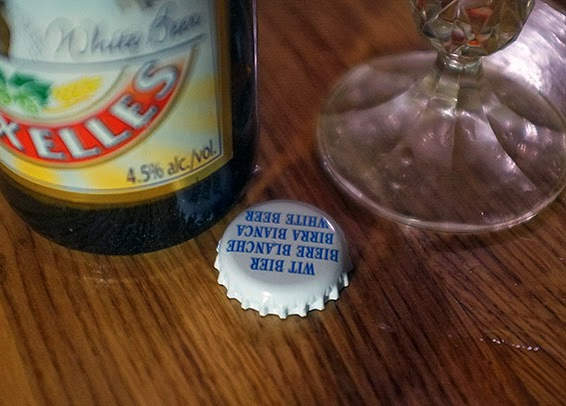 White Beer
XELLES
4.5% alc./vol.
WIT BIER
BIERE BLANCHE
BIRRA BIANCA
WHITE BEER